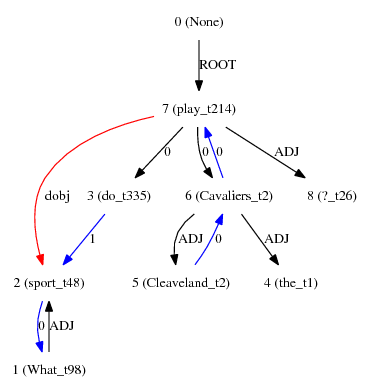 0 (None)
ROOT
7 (play_t214)
0 0 0 ADJ
dobj 3 (do_t335) 6 (Cavaliers_t2) 8 (?_t26)
1 ADJ 0 ADJ
2 (sport_t48) 5 (Cleaveland_t2) 4 (the_t1)
0 ADJ
1 (What_t98)